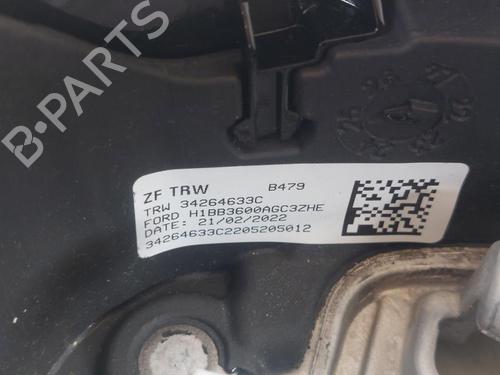 B-PARTS
ZF TRW B479
TRW 34264633C
FORD H1BB3600AGC3ZHE
DATE: 21/02/2022
34264633C2205205012